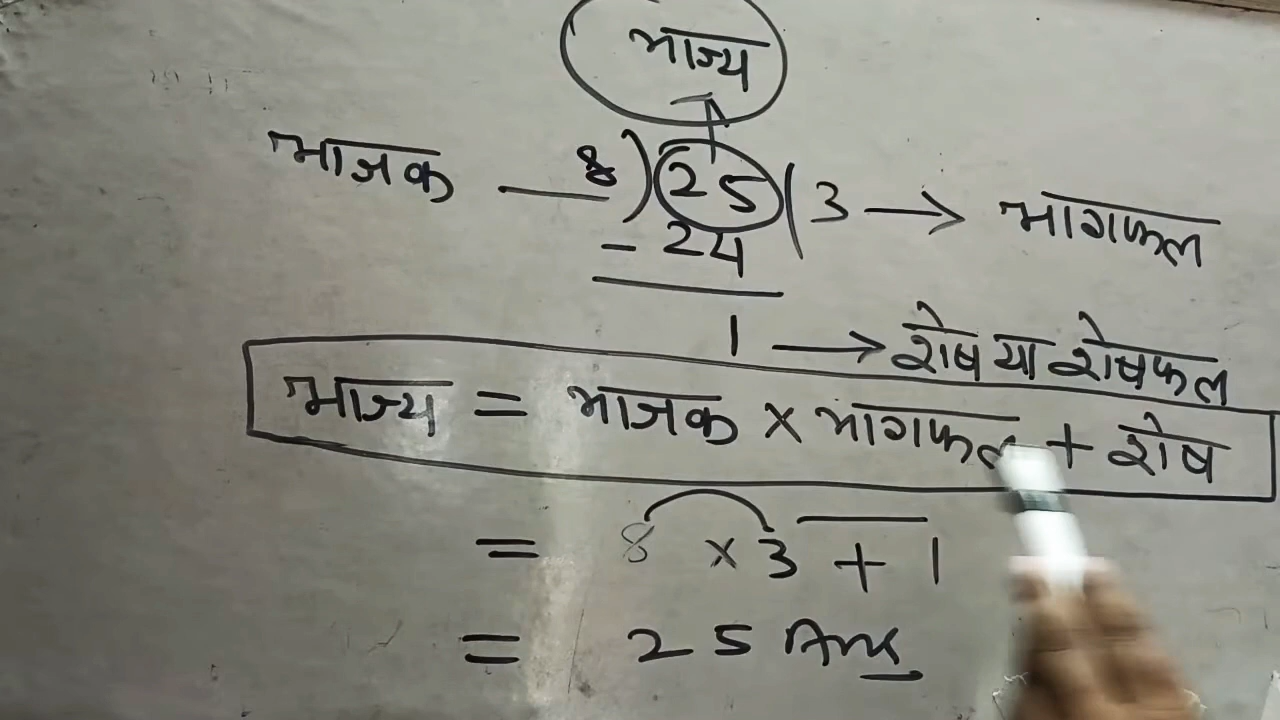 भाज्य
भाजक — 8 ) 25 ( 3 → भागफल
- 24
1 → शेष या शेषफल
भाज्य = भाजक × भागफल + शेष
= 8 × 3 + 1
= 25 Ans